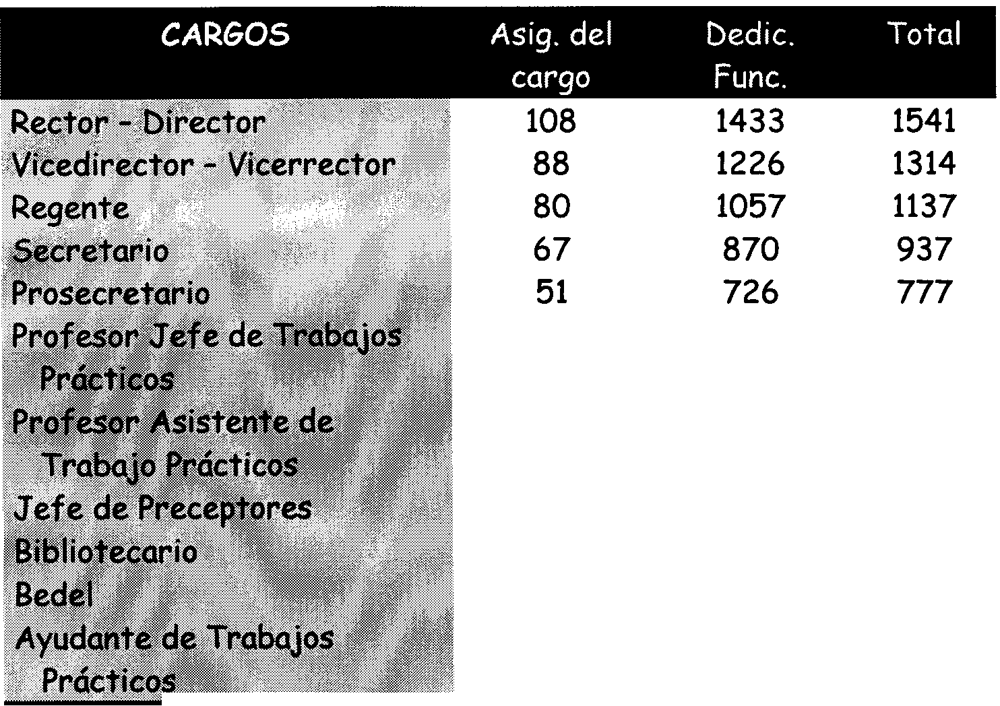 CARGOS Asig. del Dedic. Total
cargo Func.
Rector - Director 108 1433 1541
Vicedirector - Vicerrector 88 1226 1314
Regente 80 1057 1137
Secretario 67 870 937
Prosecretario 51 726 777
Profesor Jefe de Trabajos
Prácticos
Profesor Asistente de
Trabajo Prácticos
Jefe de Preceptores
Bibliotecario
Bedel
Ayudante de Trabajos
Prácticos